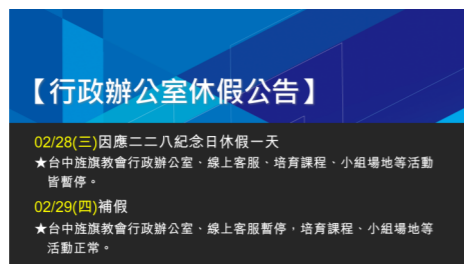 【行政辦公室休假公告】
02/28(三)因應二二八紀念日休假一天
★台中旌旗教會行政辦公室、線上客服、培育課程、小組場地等活動
皆暫停。
02/29(四)補假
★台中旌旗教會行政辦公室、線上客服暫停，培育課程、小組場地等
活動正常。